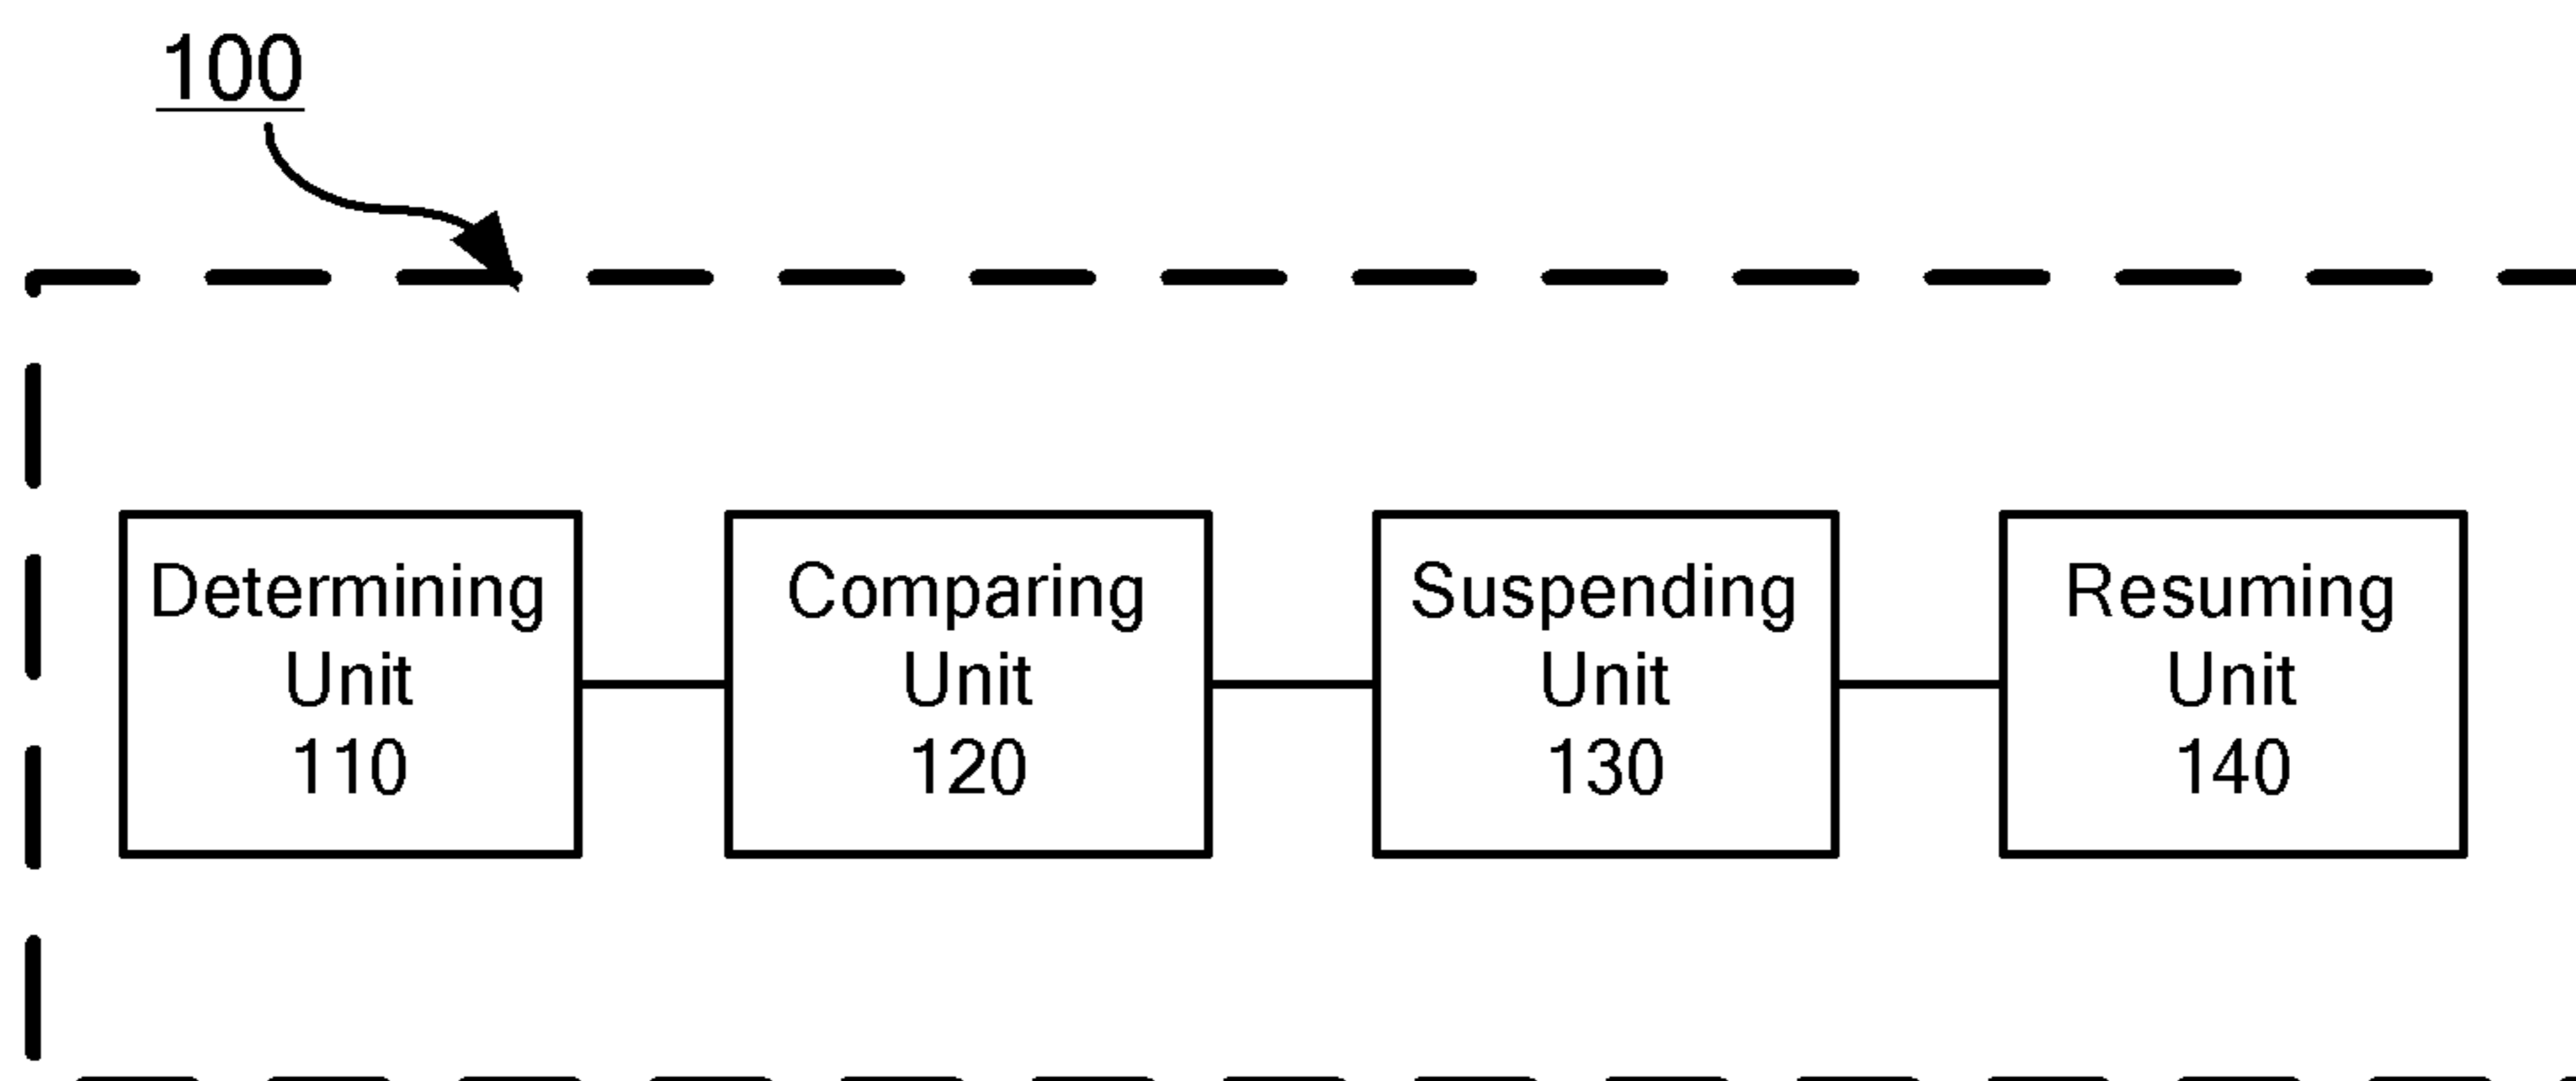 100
Determining
Unit
110
Comparing
Unit
120
Suspending
Unit
130
Resuming
Unit
140